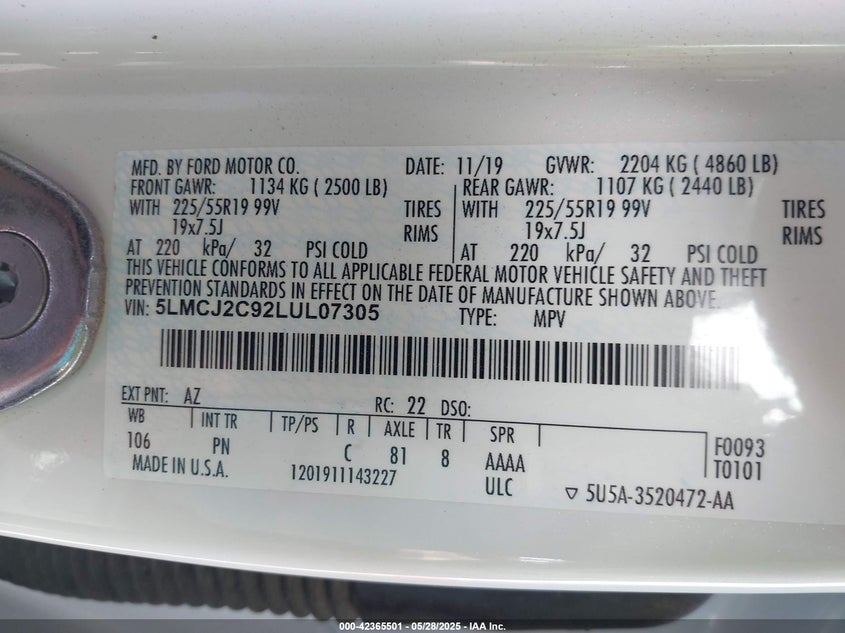 MFD. BY FORD MOTOR CO. DATE: 11/19 GVWR: 2204 KG ( 4860 LB)
FRONT GAWR: 1134 KG ( 2500 LB) REAR GAWR: 1107 KG ( 2440 LB)
WITH 225/55R19 99V TIRES WITH 225/55R19 99V TIRES
19x7.5J RIMS 19x7.5J RIMS
AT 220 kPa/ 32 PSI COLD AT 220 kPa/ 32 PSI COLD
THIS VEHICLE CONFORMS TO ALL APPLICABLE FEDERAL MOTOR VEHICLE SAFETY AND THEFT
PREVENTION STANDARDS IN EFFECT ON THE DATE OF MANUFACTURE SHOWN ABOVE.
VIN: 5LMCJ2C92LUL07305 TYPE: MPV
EXT PNT: AZ RC: 22 DSO:
WB INT TR TP/PS R AXLE TR SPR
106 PN C 81 8 AAAA
F0093
T0101
MADE IN U.S.A. 1201911143227 ULC
▽ 5U5A-3520472-AA
000-42365501 - 05/28/2025 - IAA Inc.